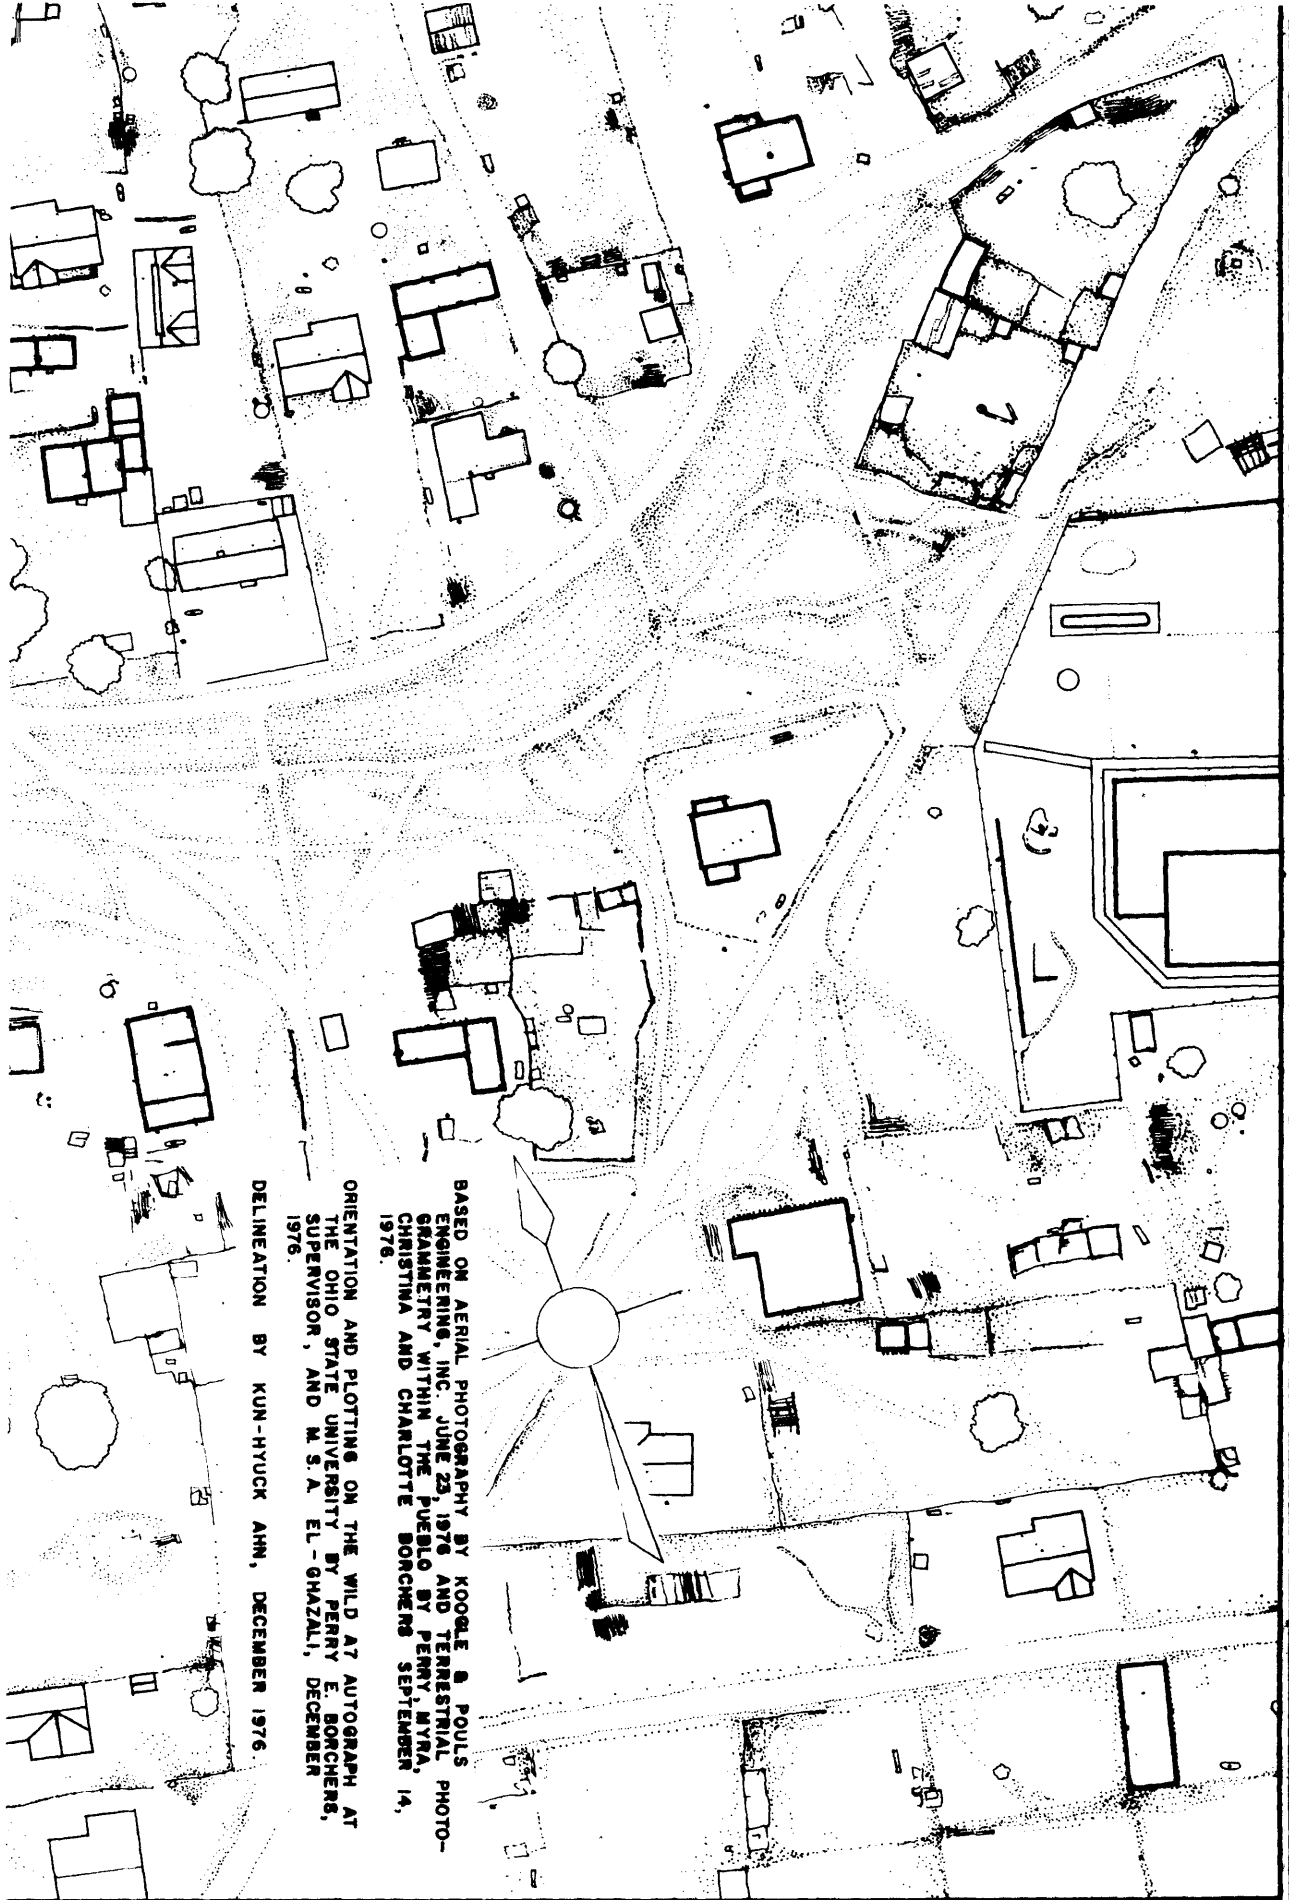 BASED ON AERIAL PHOTOGRAPHY BY KOOGLE & POULS
ENGINEERING, INC. JUNE 23, 1976 AND TERRESTRIAL PHOTO-
GRAMMETRY WITHIN THE PUEBLO BY PERRY, MYRA,
CHRISTINA AND CHARLOTTE BORCHERS SEPTEMBER 14,
1976.
ORIENTATION AND PLOTTING ON THE WILD A7 AUTOGRAPH AT
THE OHIO STATE UNIVERSITY BY PERRY E. BORCHERS,
SUPERVISOR, AND M. S. A. EL-GHAZALI, DECEMBER
1976.
DELINEATION BY KUN-HYUCK AHN, DECEMBER 1976.